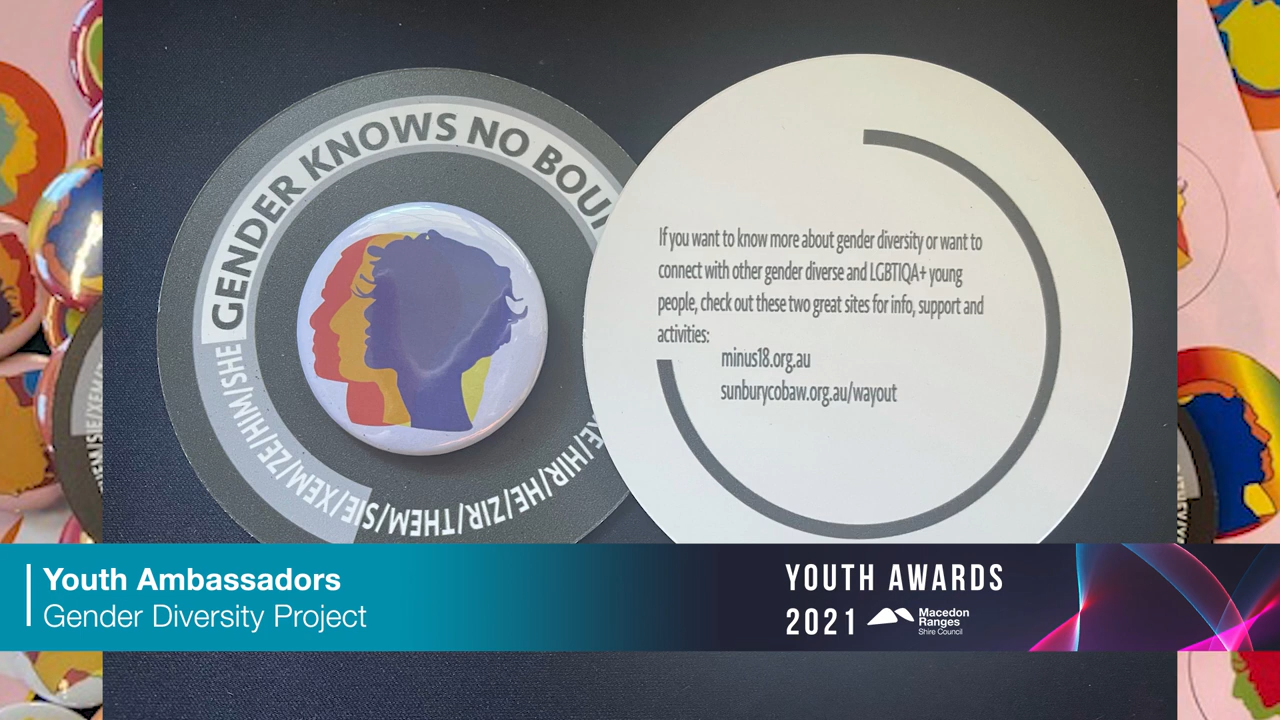 GENDER KNOWS NO
XE/HIR/HE/ZIR/THEM/SIE/XEM/ZE/HIM/SHE
If you want to know more about gender diversity or want to
connect with other gender diverse and LGBTIQA+ young
people, check out these two great sites for info, support and
activities:
minus18.org.au
sunburycobaw.org.au/wayout
Youth Ambassadors
Gender Diversity Project
YOUTH AWARDS
2021
Macedon
Ranges
Shire Council